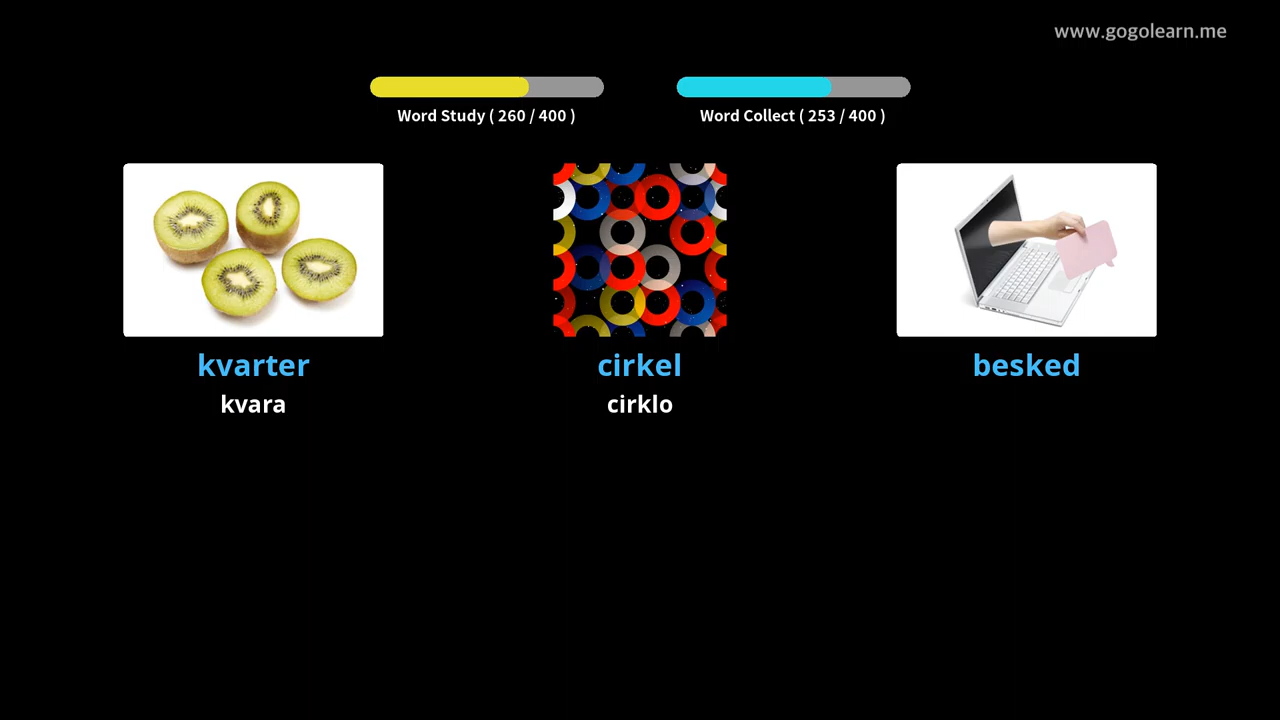 www.gogolearn.me
Word Study ( 260 / 400 )
Word Collect ( 253 / 400 )
kvarter
cirkel
besked
kvara
cirklo